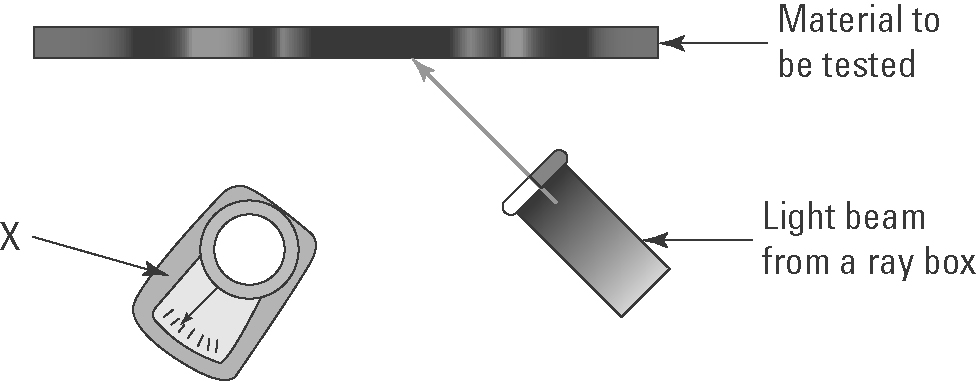 Material to
be tested
X
Light beam
from a ray box